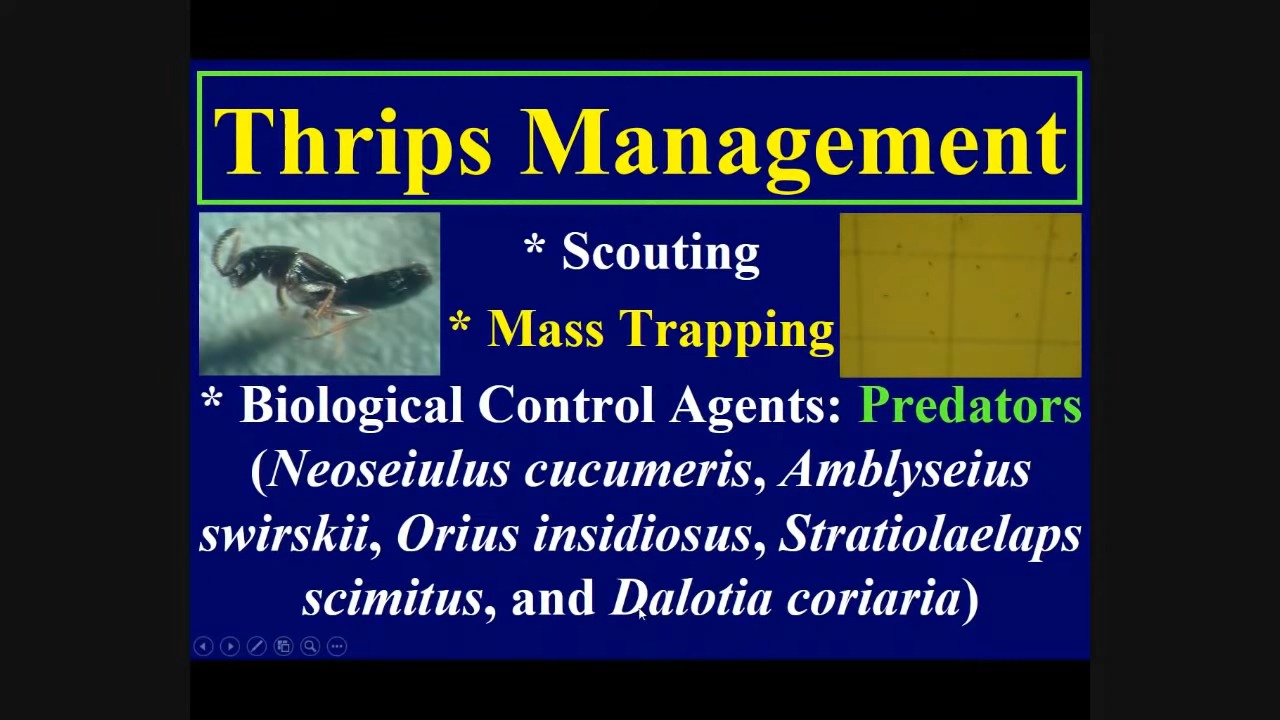 Thrips Management
* Scouting
* Mass Trapping
* Biological Control Agents: Predators
(Neoseiulus cucumeris, Amblyseius
swirskii, Orius insidiosus, Stratiolaelaps
scimitus, and Dalotia coriaria)